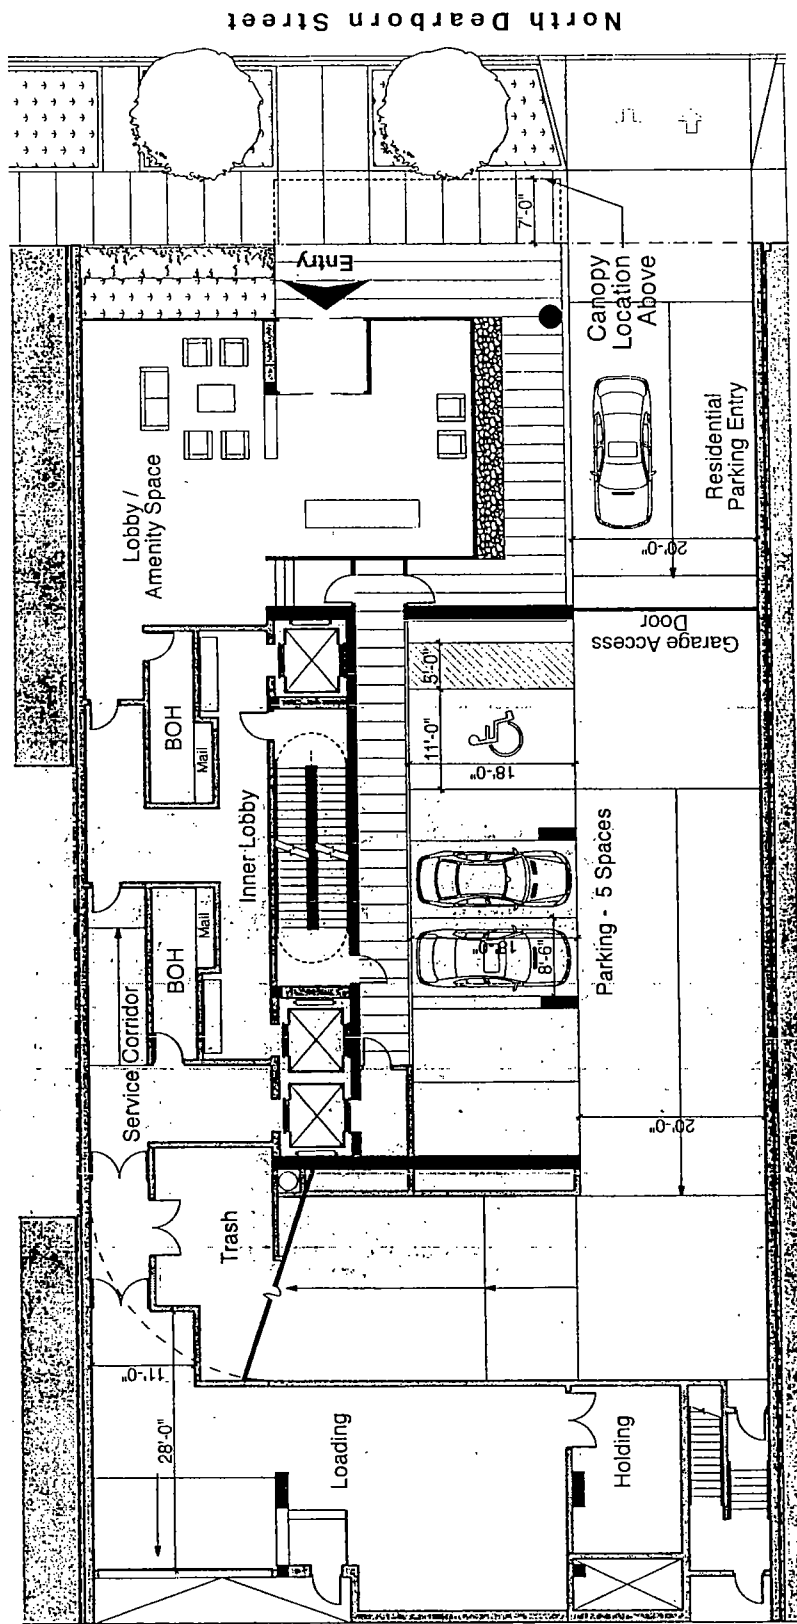 North Dearborn Street
7'-0"
Entry
Canopy
Location
Above
Lobby /
Amenity Space
Residential
Parking Entry
20'-0"
Garage Access
Door
BOH
Mail
5'-0"
11'-0"
18'-0"
Inner Lobby
Parking - 5 Spaces
BOH
Mail
18'-0"
8'-6"
Service Corridor
20'-0"
Trash
11'-0"
28'-0"
Loading
Holding